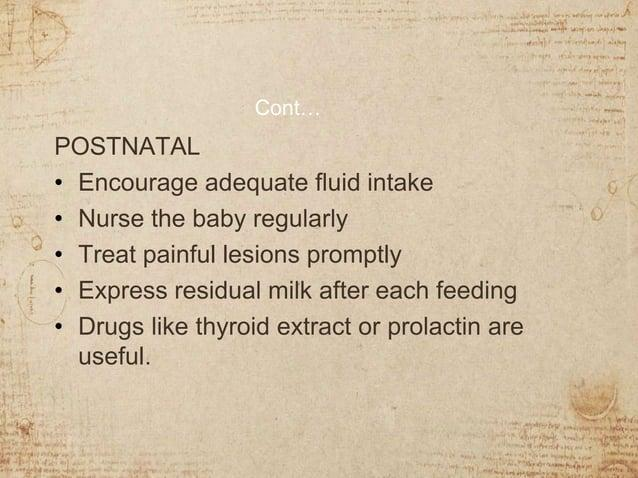 Cont…
POSTNATAL
• Encourage adequate fluid intake
• Nurse the baby regularly
• Treat painful lesions promptly
• Express residual milk after each feeding
• Drugs like thyroid extract or prolactin are
useful.